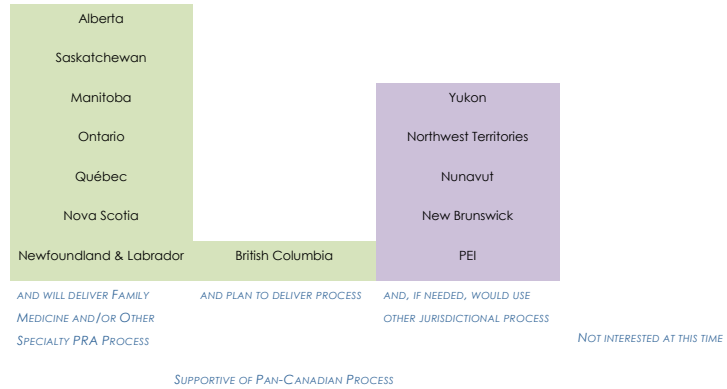 Alberta
Saskatchewan
Manitoba
Yukon
Ontario
Northwest Territories
Québec
Nunavut
Nova Scotia
New Brunswick
Newfoundland & Labrador
British Columbia
PEI
AND WILL DELIVER FAMILY
MEDICINE AND/OR OTHER
SPECIALTY PRA PROCESS
AND PLAN TO DELIVER PROCESS
AND, IF NEEDED, WOULD USE
OTHER JURISDICTIONAL PROCESS
NOT INTERESTED AT THIS TIME
SUPPORTIVE OF PAN-CANADIAN PROCESS